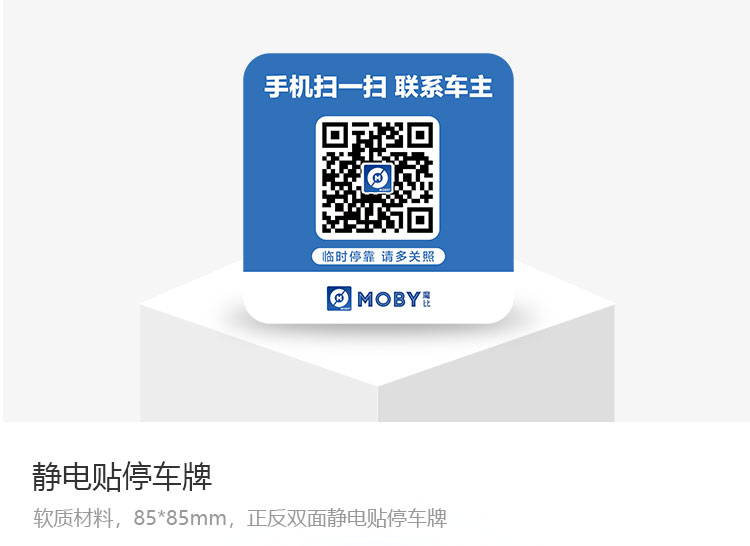 手机扫一扫 联系车主
临时停靠 请多关照
MOBY 魔比
静电贴停车牌
软质材料，85*85mm，正反双面静电贴停车牌